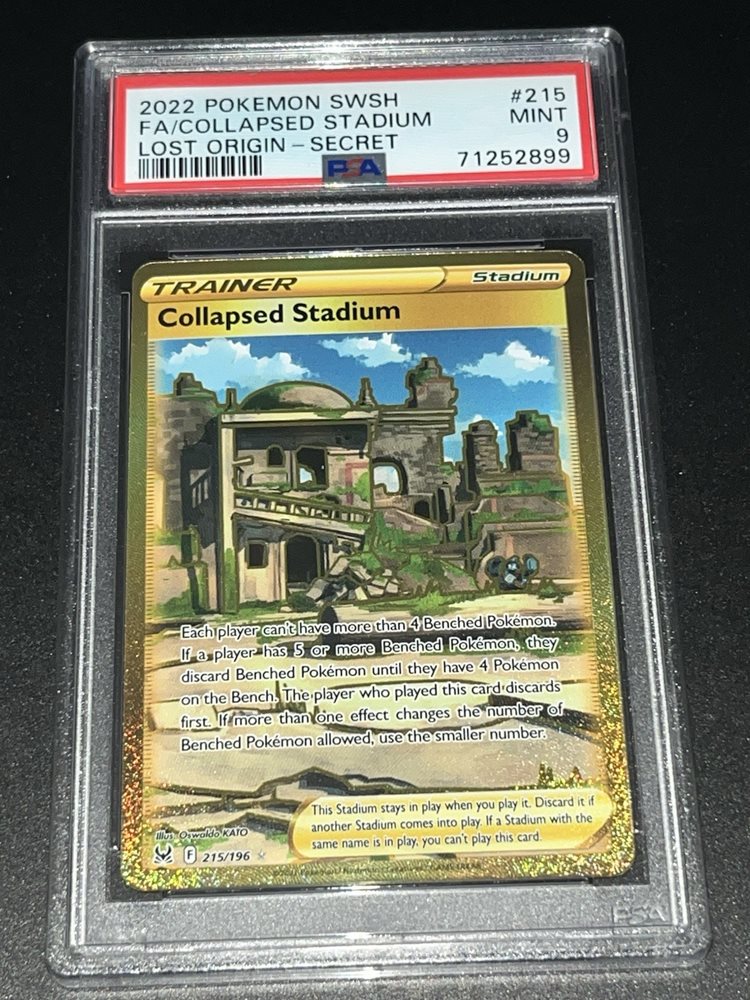 2022 POKEMON SWSH #215
FA/COLLAPSED STADIUM MINT
LOST ORIGIN – SECRET 9
PSA 71252899
TRAINER Stadium
Collapsed Stadium
Each player can't have more than 4 Benched Pokémon.
If a player has 5 or more Benched Pokémon, they
discard Benched Pokémon until they have 4 Pokémon
on the Bench. The player who played this card discards
first. If more than one effect changes the number of
Benched Pokémon allowed, use the smaller number.
This Stadium stays in play when you play it. Discard it if
another Stadium comes into play. If a Stadium with the
same name is in play, you can't play this card.
Illus. Oswaldo KATO
F 215/196
PSA